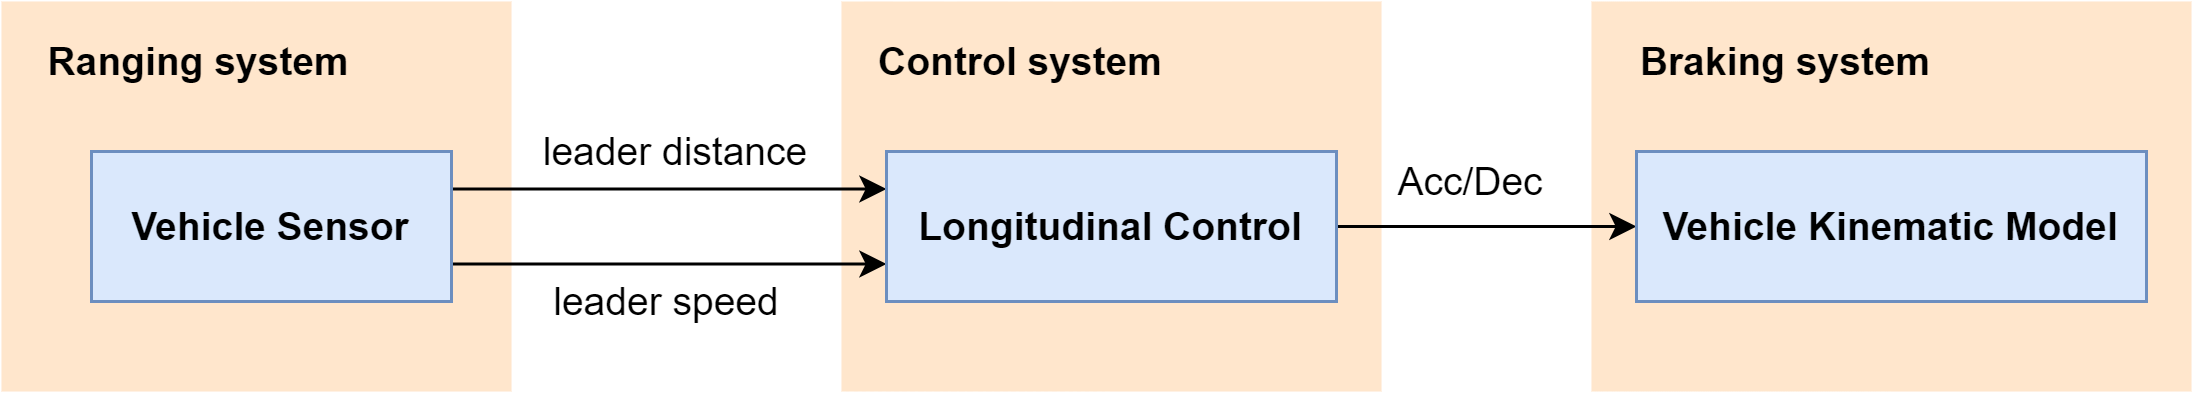 Ranging system
Control system
Braking system
leader distance
Acc/Dec
Vehicle Sensor
Longitudinal Control
Vehicle Kinematic Model
leader speed